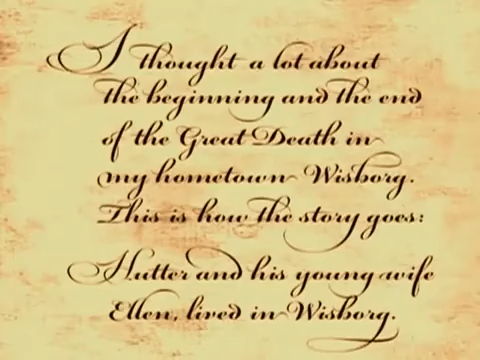 I thought a lot about
the beginning and the end
of the Great Death in
my hometown Wisborg.
This is how the story goes:
Hutter and his young wife
Ellen, lived in Wisborg.